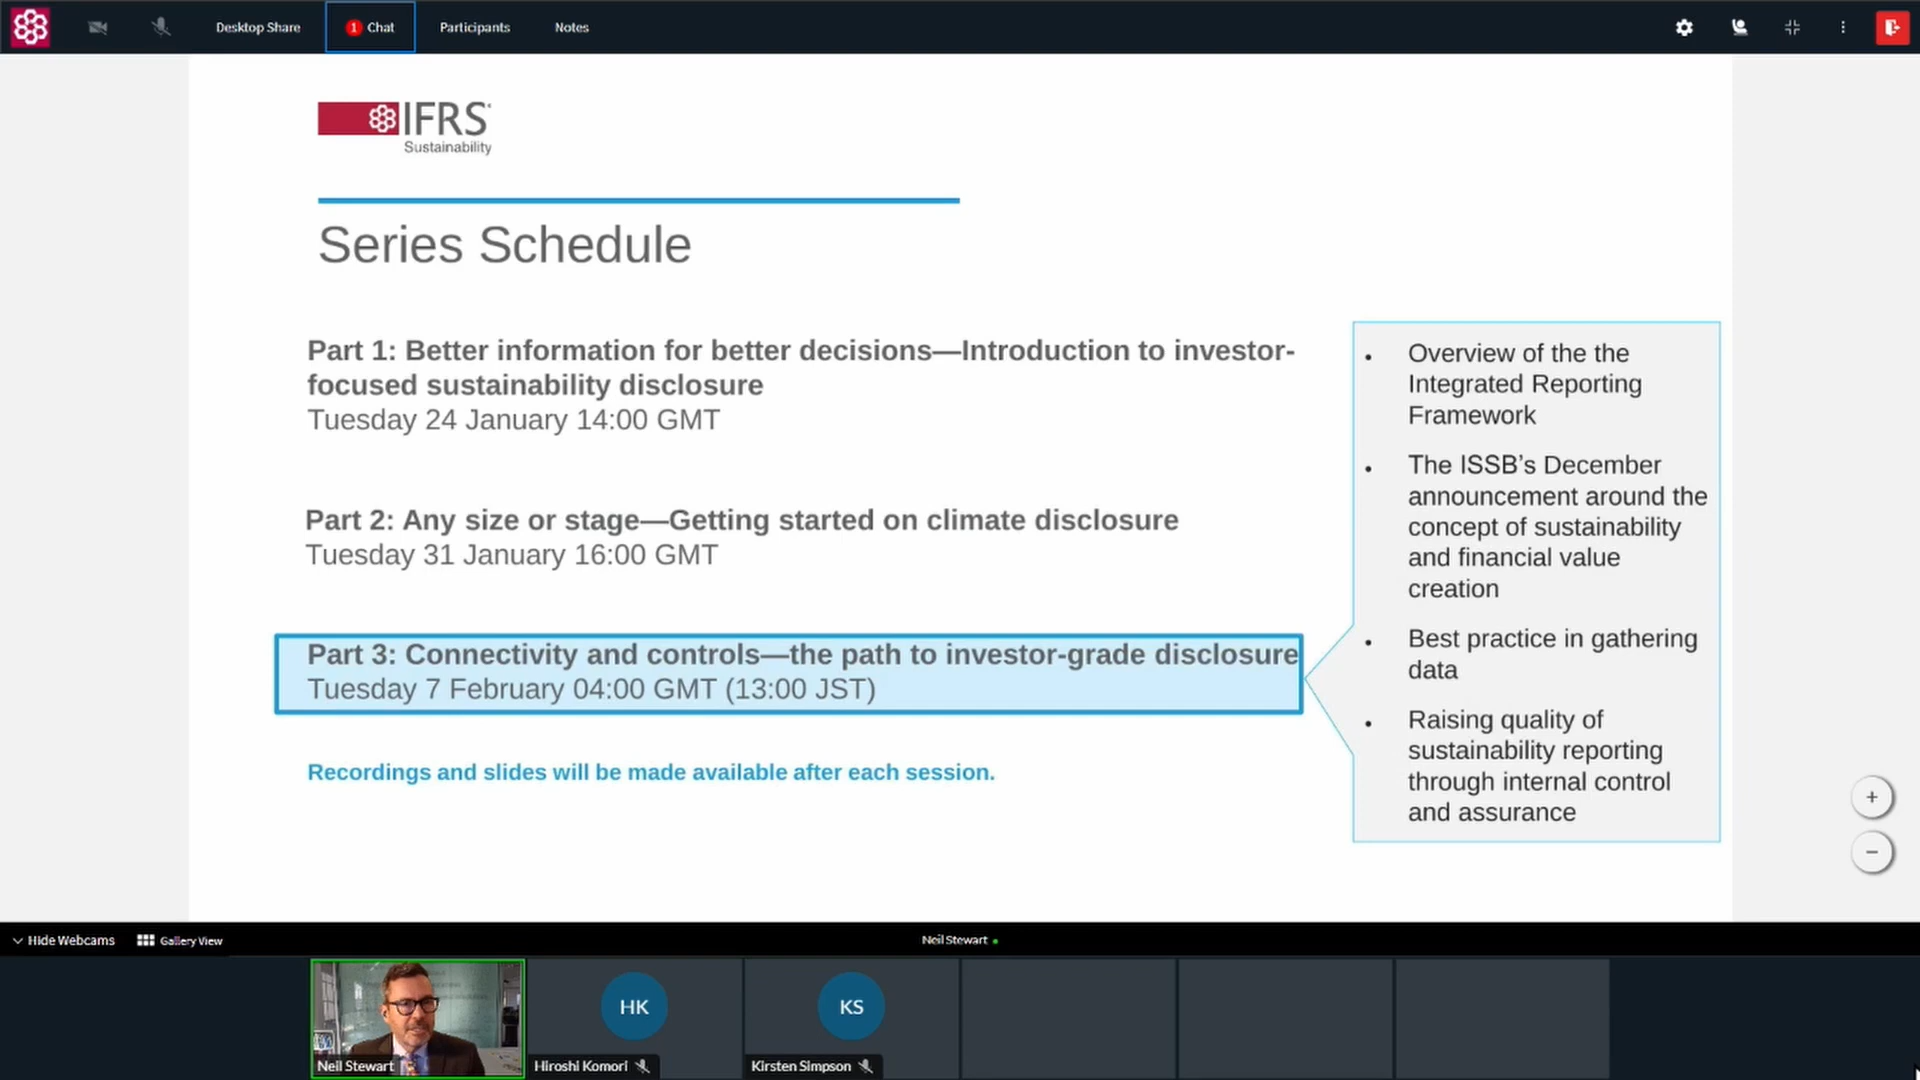 Desktop Share
1 Chat
Participants
Notes
IFRS
Sustainability
Series Schedule
Part 1: Better information for better decisions—Introduction to investor-
focused sustainability disclosure
Tuesday 24 January 14:00 GMT
Part 2: Any size or stage—Getting started on climate disclosure
Tuesday 31 January 16:00 GMT
Part 3: Connectivity and controls—the path to investor-grade disclosure
Tuesday 7 February 04:00 GMT (13:00 JST)
Recordings and slides will be made available after each session.
• Overview of the the
Integrated Reporting
Framework
• The ISSB’s December
announcement around the
concept of sustainability
and financial value
creation
• Best practice in gathering
data
• Raising quality of
sustainability reporting
through internal control
and assurance
Hide Webcams
Gallery View
Neil Stewart
HK
KS
Neil Stewart
Hiroshi Komori
Kirsten Simpson